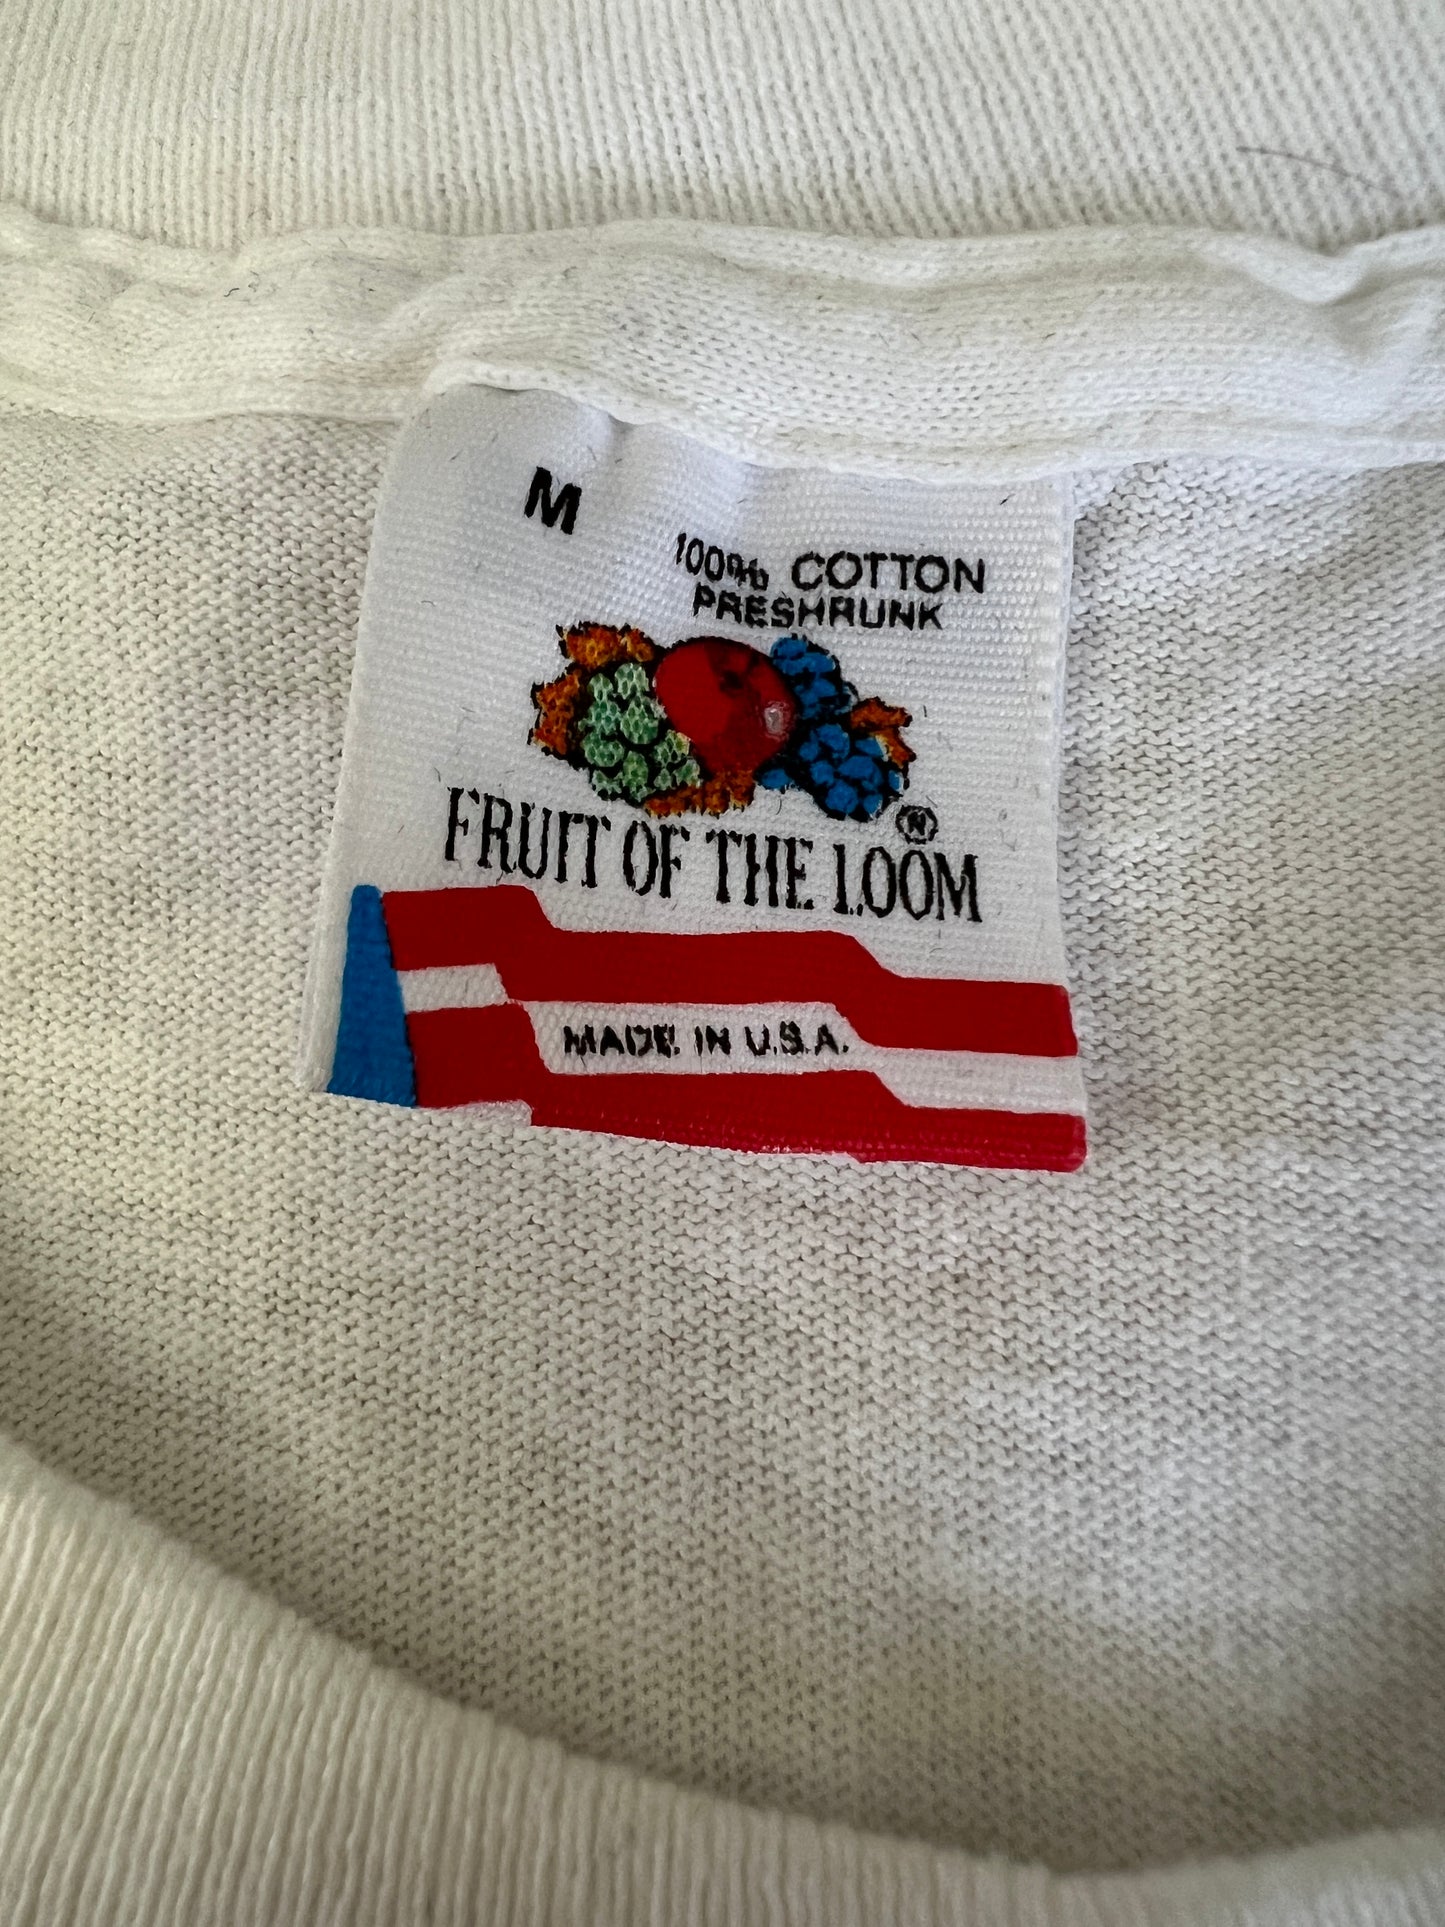 M
100% COTTON
PRESHRUNK
FRUIT OF THE LOOM®
MADE IN U.S.A.